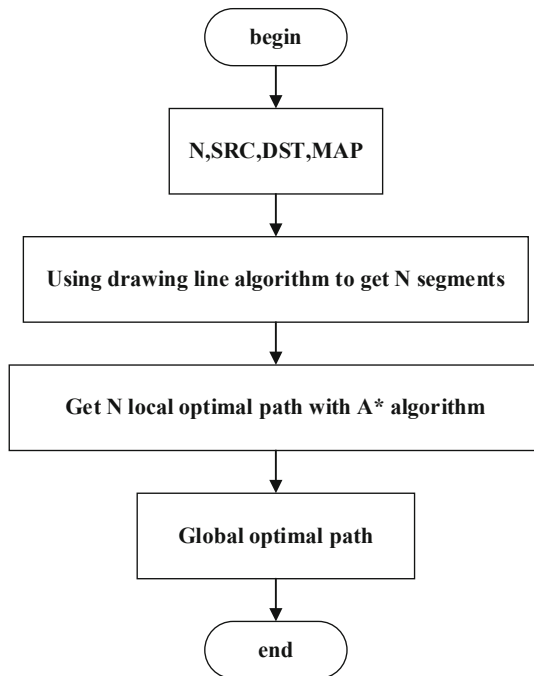 begin
N,SRC,DST,MAP
Using drawing line algorithm to get N segments
Get N local optimal path with A* algorithm
Global optimal path
end